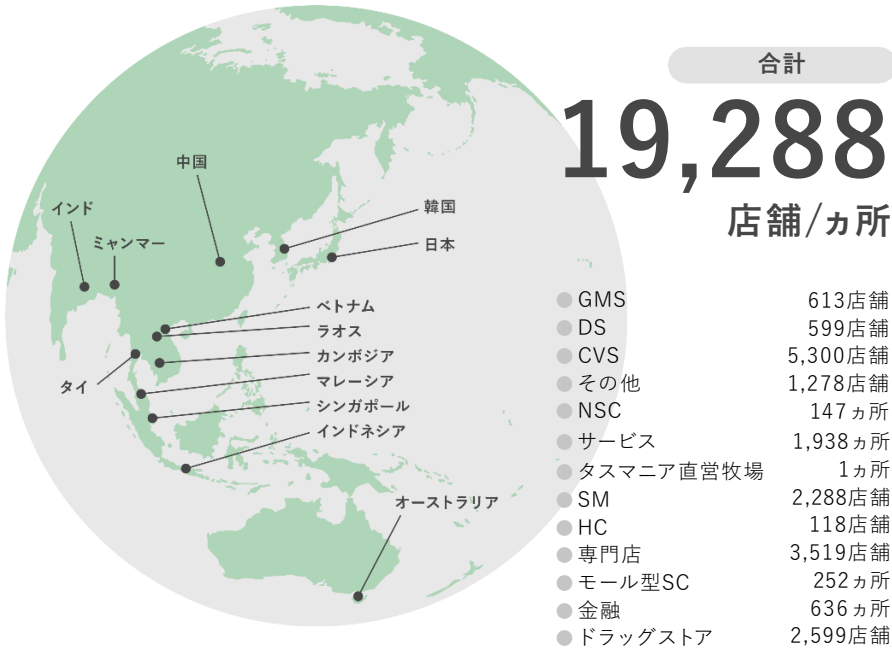 中国
インド
ミャンマー
韓国
日本
ベトナム
ラオス
カンボジア
タイ
マレーシア
シンガポール
インドネシア
オーストラリア
合計
19,288
店舗/ヵ所
GMS 613店舗
DS 599店舗
CVS 5,300店舗
その他 1,278店舗
NSC 147ヵ所
サービス 1,938ヵ所
タスマニア直営牧場 1ヵ所
SM 2,288店舗
HC 118店舗
専門店 3,519店舗
モール型SC 252ヵ所
金融 636ヵ所
ドラッグストア 2,599店舗